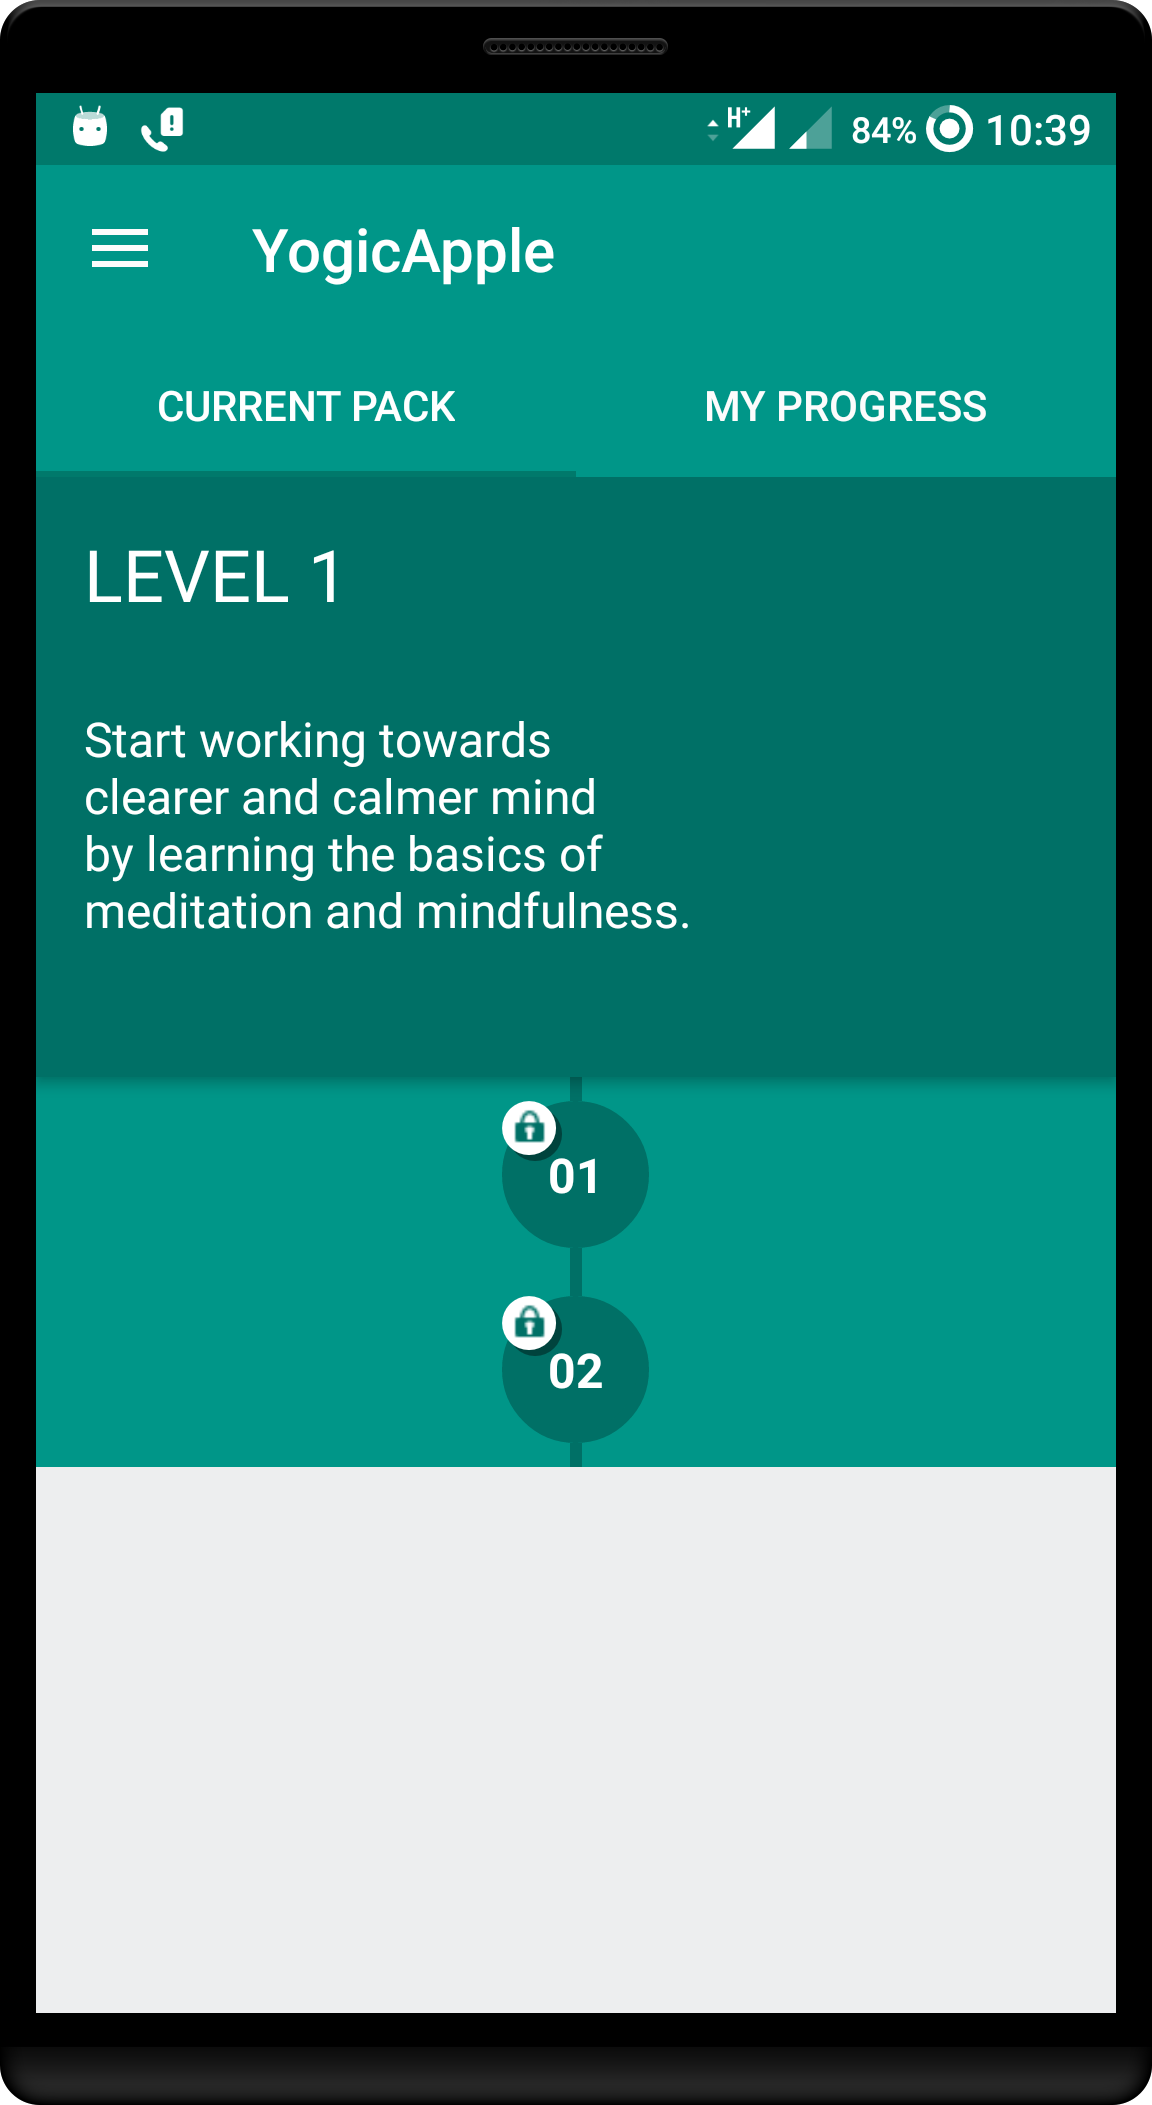 H+ 84% 10:39
YogicApple
CURRENT PACK MY PROGRESS
LEVEL 1
Start working towards
clearer and calmer mind
by learning the basics of
meditation and mindfulness.
01
02